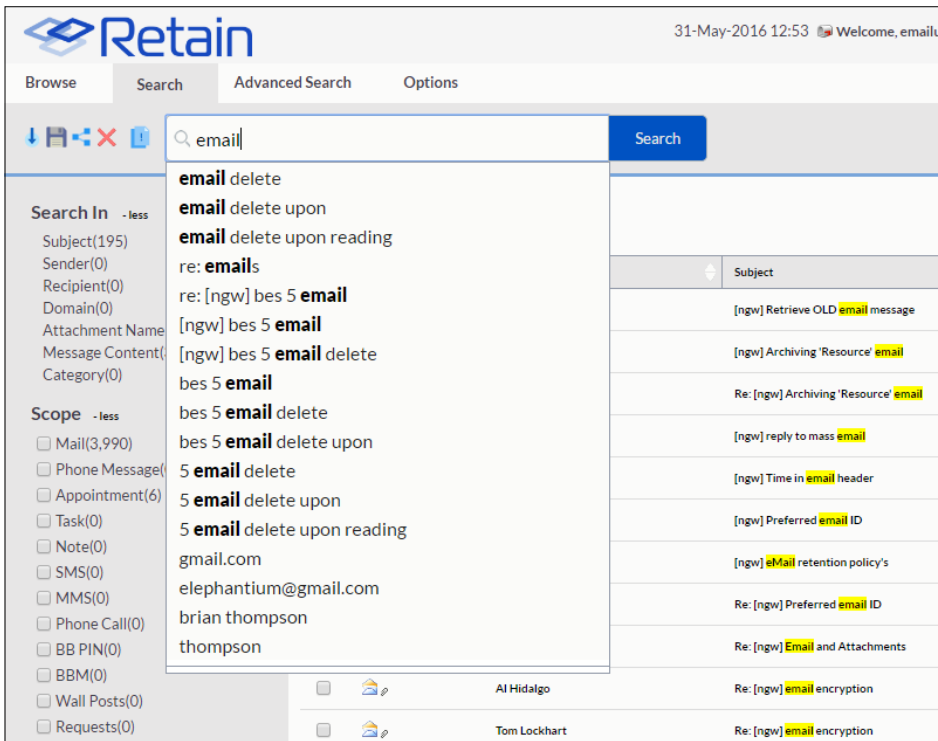 Retain
31-May-2016 12:53 Welcome, emailu
Browse Search Advanced Search Options
email
Search
email delete
email delete upon
email delete upon reading
re: emails
re: [ngw] bes 5 email
[ngw] bes 5 email
[ngw] bes 5 email delete
bes 5 email
bes 5 email delete
bes 5 email delete upon
5 email delete
5 email delete upon
5 email delete upon reading
gmail.com
elephantium@gmail.com
brian thompson
thompson
Search In - less
Subject(195)
Sender(0)
Recipient(0)
Domain(0)
Attachment Name
Message Content(
Category(0)
Scope - less
Mail(3,990)
Phone Message(
Appointment(6)
Task(0)
Note(0)
SMS(0)
MMS(0)
Phone Call(0)
BB PIN(0)
BBM(0)
Wall Posts(0)
Requests(0)
Subject
[ngw] Retrieve OLD email message
[ngw] Archiving 'Resource' email
Re: [ngw] Archiving 'Resource' email
[ngw] reply to mass email
[ngw] Time in email header
[ngw] Preferred email ID
[ngw] eMail retention policy's
Re: [ngw] Preferred email ID
Re: [ngw] Email and Attachments
Al Hidalgo Re: [ngw] email encryption
Tom Lockhart Re: [ngw] email encryption